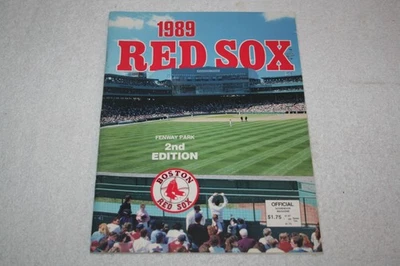 1989
RED SOX
FENWAY PARK
2nd
EDITION
BOSTON
RED SOX
OFFICIAL
$1.75